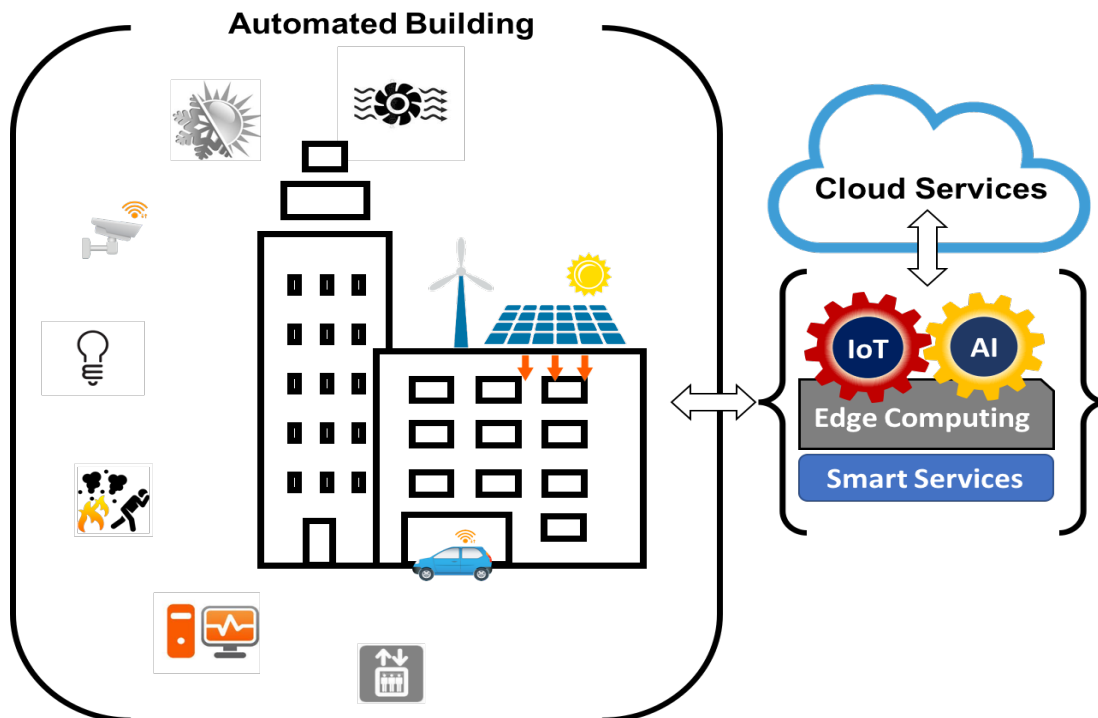 Automated Building
Cloud Services
IoT
AI
Edge Computing
Smart Services